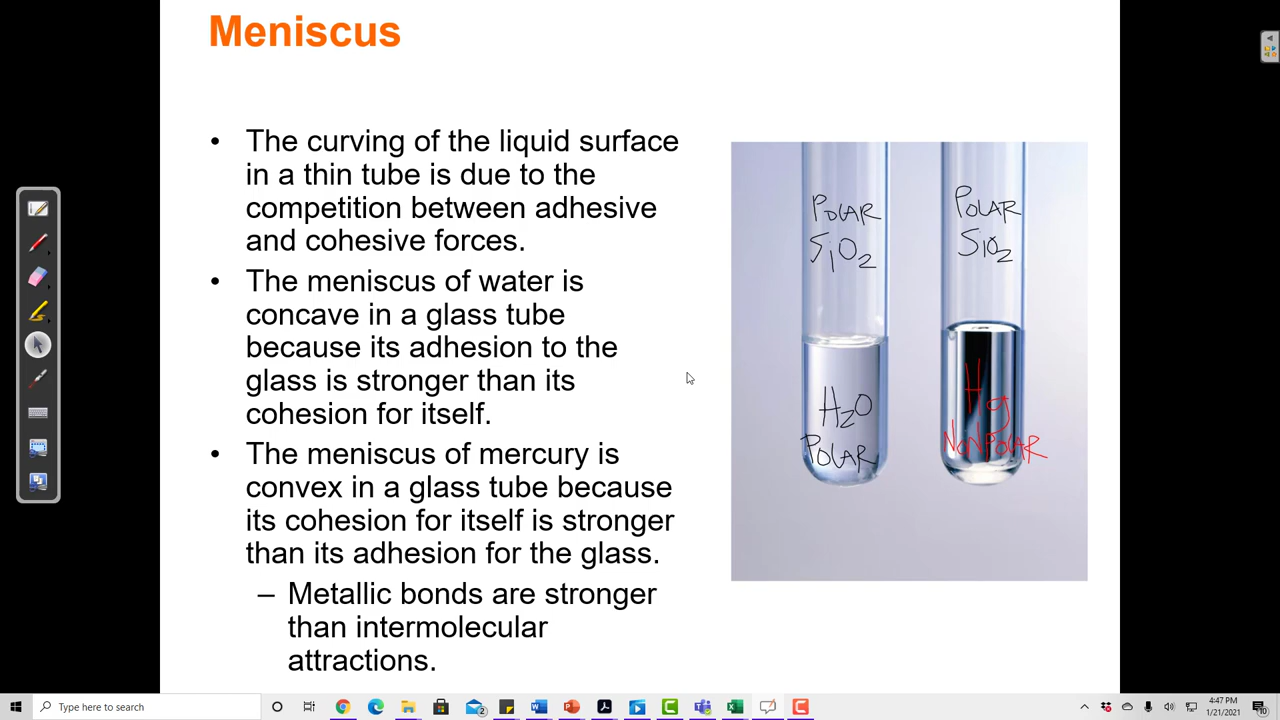 Meniscus
• The curving of the liquid surface
in a thin tube is due to the
competition between adhesive
and cohesive forces.
• The meniscus of water is
concave in a glass tube
because its adhesion to the
glass is stronger than its
cohesion for itself.
• The meniscus of mercury is
convex in a glass tube because
its cohesion for itself is stronger
than its adhesion for the glass.
– Metallic bonds are stronger
than intermolecular
attractions.
POLAR
SiO2
H2O
POLAR
POLAR
SiO2
Hg
NONPOLAR
Type here to search
2
4:47 PM
1/21/2021
10